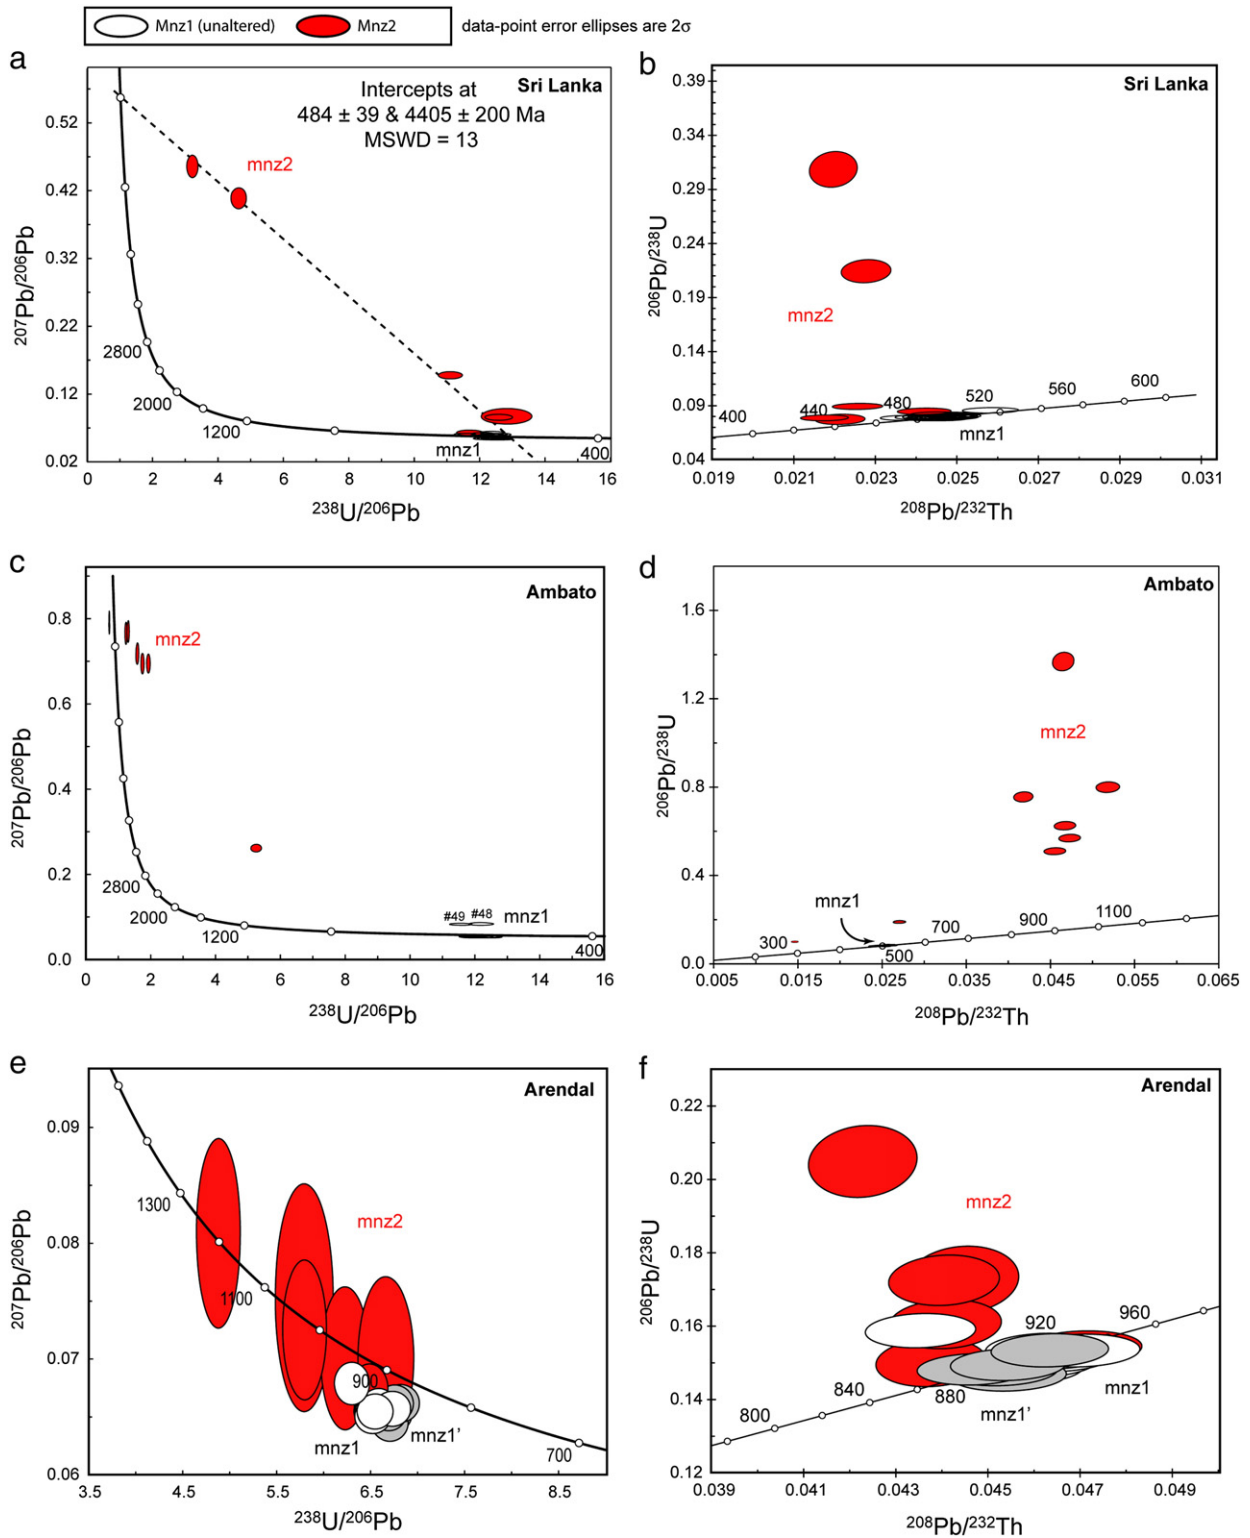 Mnz1 (unaltered) Mnz2 data-point error ellipses are 2σ
a
Sri Lanka
Intercepts at
484 ± 39 & 4405 ± 200 Ma
MSWD = 13
mnz2
0.52
0.42
0.32
0.22
0.12
0.02
2800
2000
1200
mnz1
400
0 2 4 6 8 10 12 14 16
207Pb/206Pb
238U/206Pb
b
Sri Lanka
0.39
0.34
0.29
0.24
0.19
0.14
0.09
0.04
mnz2
400 440 480 520 560 600
mnz1
0.019 0.021 0.023 0.025 0.027 0.029 0.031
206Pb/238U
208Pb/232Th
c
Ambato
0.8
0.6
0.4
0.2
0.0
mnz2
2800
2000
1200
#49 #48 mnz1
400
0 2 4 6 8 10 12 14 16
207Pb/206Pb
238U/206Pb
d
Ambato
1.6
1.2
0.8
0.4
0.0
mnz2
mnz1
300 500 700 900 1100
0.005 0.015 0.025 0.035 0.045 0.055 0.065
206Pb/238U
208Pb/232Th
e
Arendal
0.09
0.08
0.07
0.06
1300
1100
900
700
mnz2
mnz1
mnz1’
3.5 4.5 5.5 6.5 7.5 8.5
207Pb/206Pb
238U/206Pb
f
Arendal
0.22
0.20
0.18
0.16
0.14
0.12
mnz2
800 840 880 920 960
mnz1
mnz1’
0.039 0.041 0.043 0.045 0.047 0.049
206Pb/238U
208Pb/232Th